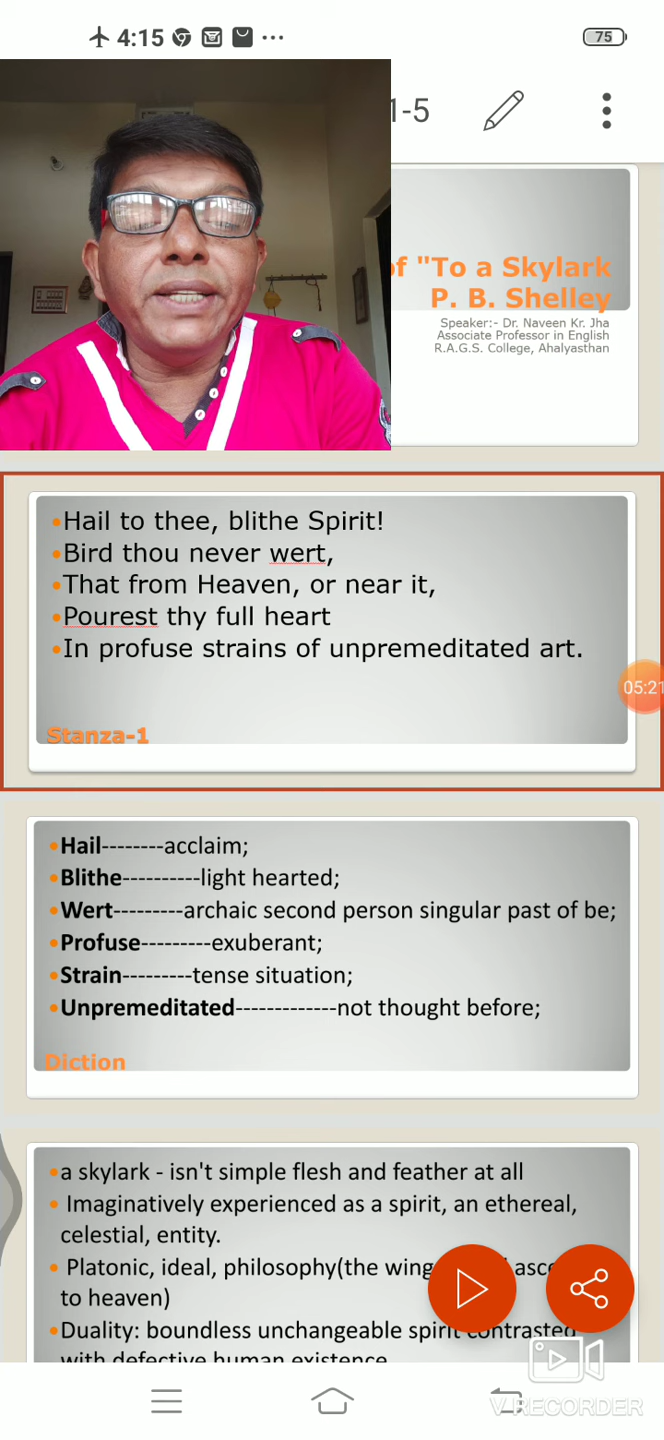 4:15
75
1-5
of "To a Skylark
P. B. Shelley
Speaker:- Dr. Naveen Kr. Jha
Associate Professor in English
R.A.G.S. College, Ahalyasthan
•Hail to thee, blithe Spirit!
•Bird thou never wert,
•That from Heaven, or near it,
•Pourest thy full heart
•In profuse strains of unpremeditated art.
05:21
Stanza-1
•Hail--------acclaim;
•Blithe----------light hearted;
•Wert---------archaic second person singular past of be;
•Profuse---------exuberant;
•Strain---------tense situation;
•Unpremeditated-------------not thought before;
Diction
•a skylark - isn't simple flesh and feather at all
• Imaginatively experienced as a spirit, an ethereal,
celestial, entity.
• Platonic, ideal, philosophy(the wing
to heaven)
•Duality: boundless unchangeable spirit contrasted
with defective human existence
V RECORDER